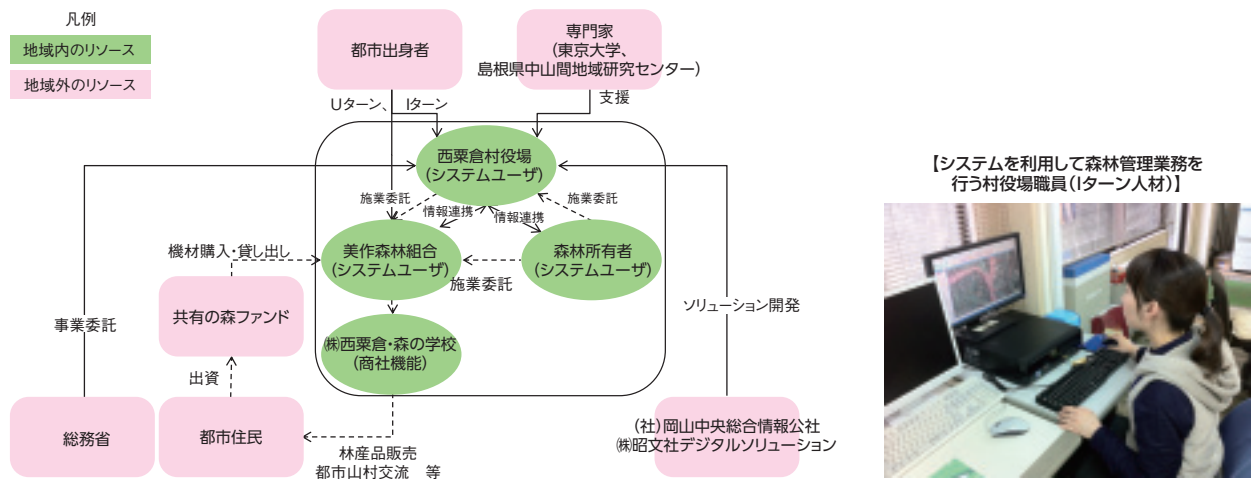 凡例
地域内のリソース
地域外のリソース
都市出身者
専門家
(東京大学、
島根県中山間地域研究センター)
Uターン、
Iターン
支援
西粟倉村役場
(システムユーザ)
施業委託
情報連携
情報連携
施業委託
美作森林組合
(システムユーザ)
森林所有者
(システムユーザ)
施業委託
機材購入・貸し出し
共有の森ファンド
事業委託
出資
㈱西粟倉・森の学校
(商社機能)
ソリューション開発
総務省
都市住民
林産品販売
都市山村交流 等
(社)岡山中央総合情報公社
㈱昭文社デジタルソリューション
【システムを利用して森林管理業務を
行う村役場職員(Iターン人材)】